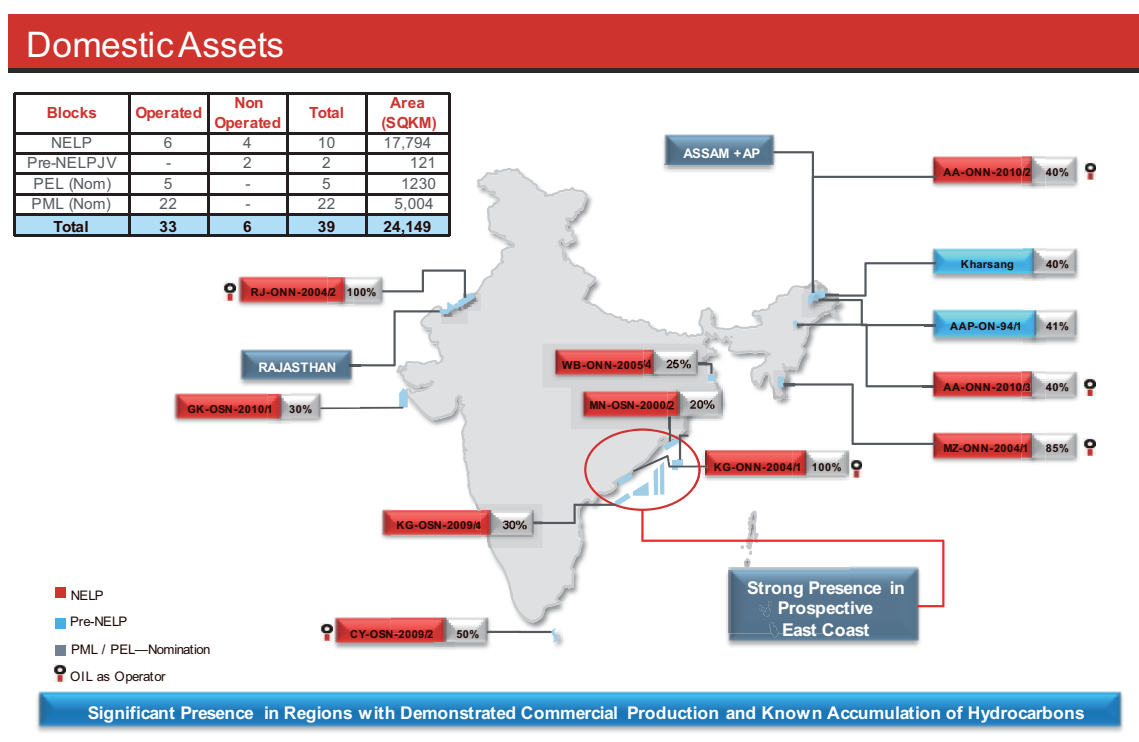 Domestic Assets
Blocks Operated Non Operated Total Area (SQKM)
NELP 6 4 10 17,794
Pre-NELPJV - 2 2 121
PEL (Nom) 5 - 5 1230
PML (Nom) 22 - 22 5,004
Total 33 6 39 24,149
ASSAM +AP
AA-ONN-2010/2 40%
Kharsang 40%
RJ-ONN-2004/2 100%
AAP-ON-94/1 41%
RAJASTHAN
WB-ONN-2005/4 25%
AA-ONN-2010/3 40%
GK-OSN-2010/1 30%
MN-OSN-2000/2 20%
MZ-ONN-2004/1 85%
KG-ONN-2004/1 100%
KG-OSN-2009/4 30%
Strong Presence in
Prospective
East Coast
NELP
Pre-NELP
PML / PEL—Nomination
OIL as Operator
CY-OSN-2009/2 50%
Significant Presence in Regions with Demonstrated Commercial Production and Known Accumulation of Hydrocarbons